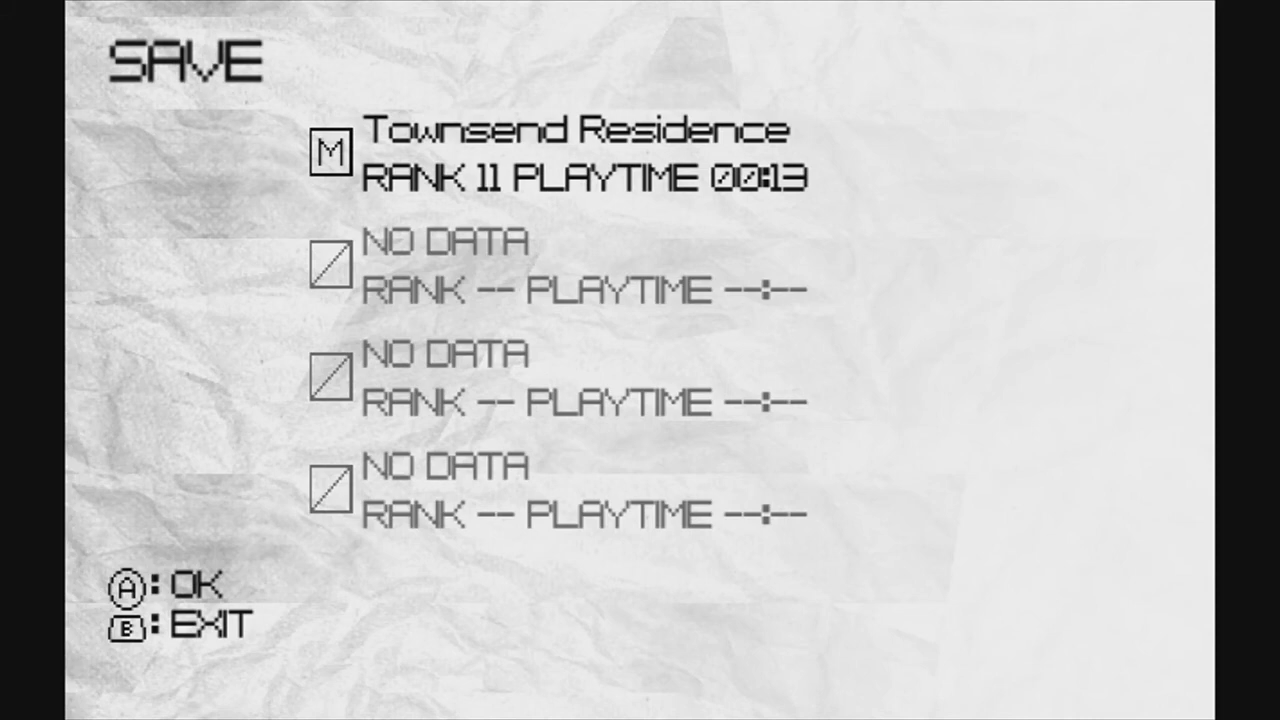 SAVE
M
Townsend Residence
RANK 11 PLAYTIME 00:13
NO DATA
RANK -- PLAYTIME --:--
NO DATA
RANK -- PLAYTIME --:--
NO DATA
RANK -- PLAYTIME --:--
A: OK
B: EXIT